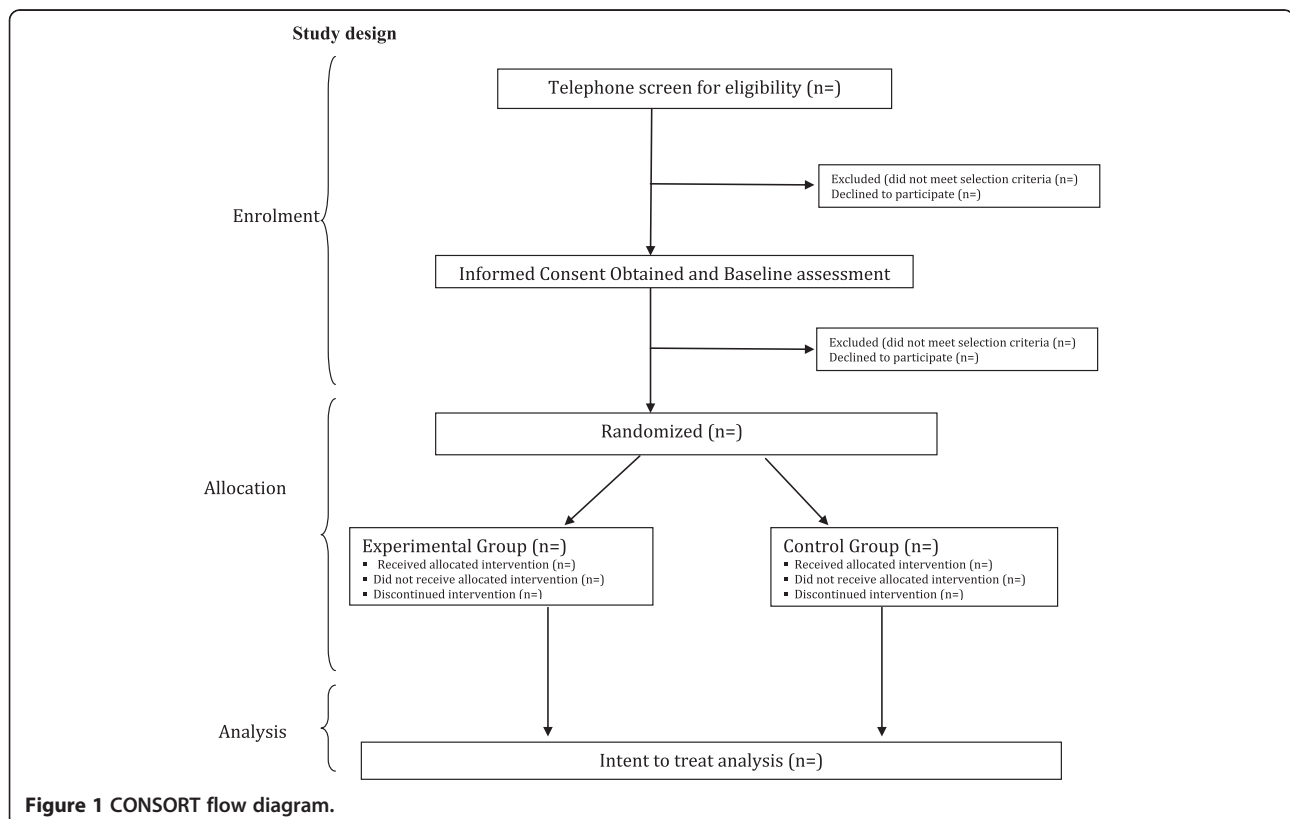 Study design
Telephone screen for eligibility (n=)
Excluded (did not meet selection criteria (n=)
Declined to participate (n=)
Enrolment
Informed Consent Obtained and Baseline assessment
Excluded (did not meet selection criteria (n=)
Declined to participate (n=)
Randomized (n=)
Allocation
Experimental Group (n=)
▪ Received allocated intervention (n=)
▪ Did not receive allocated intervention (n=)
▪ Discontinued intervention (n=)
Control Group (n=)
▪ Received allocated intervention (n=)
▪ Did not receive allocated intervention (n=)
▪ Discontinued intervention (n=)
Analysis
Intent to treat analysis (n=)
Figure 1 CONSORT flow diagram.